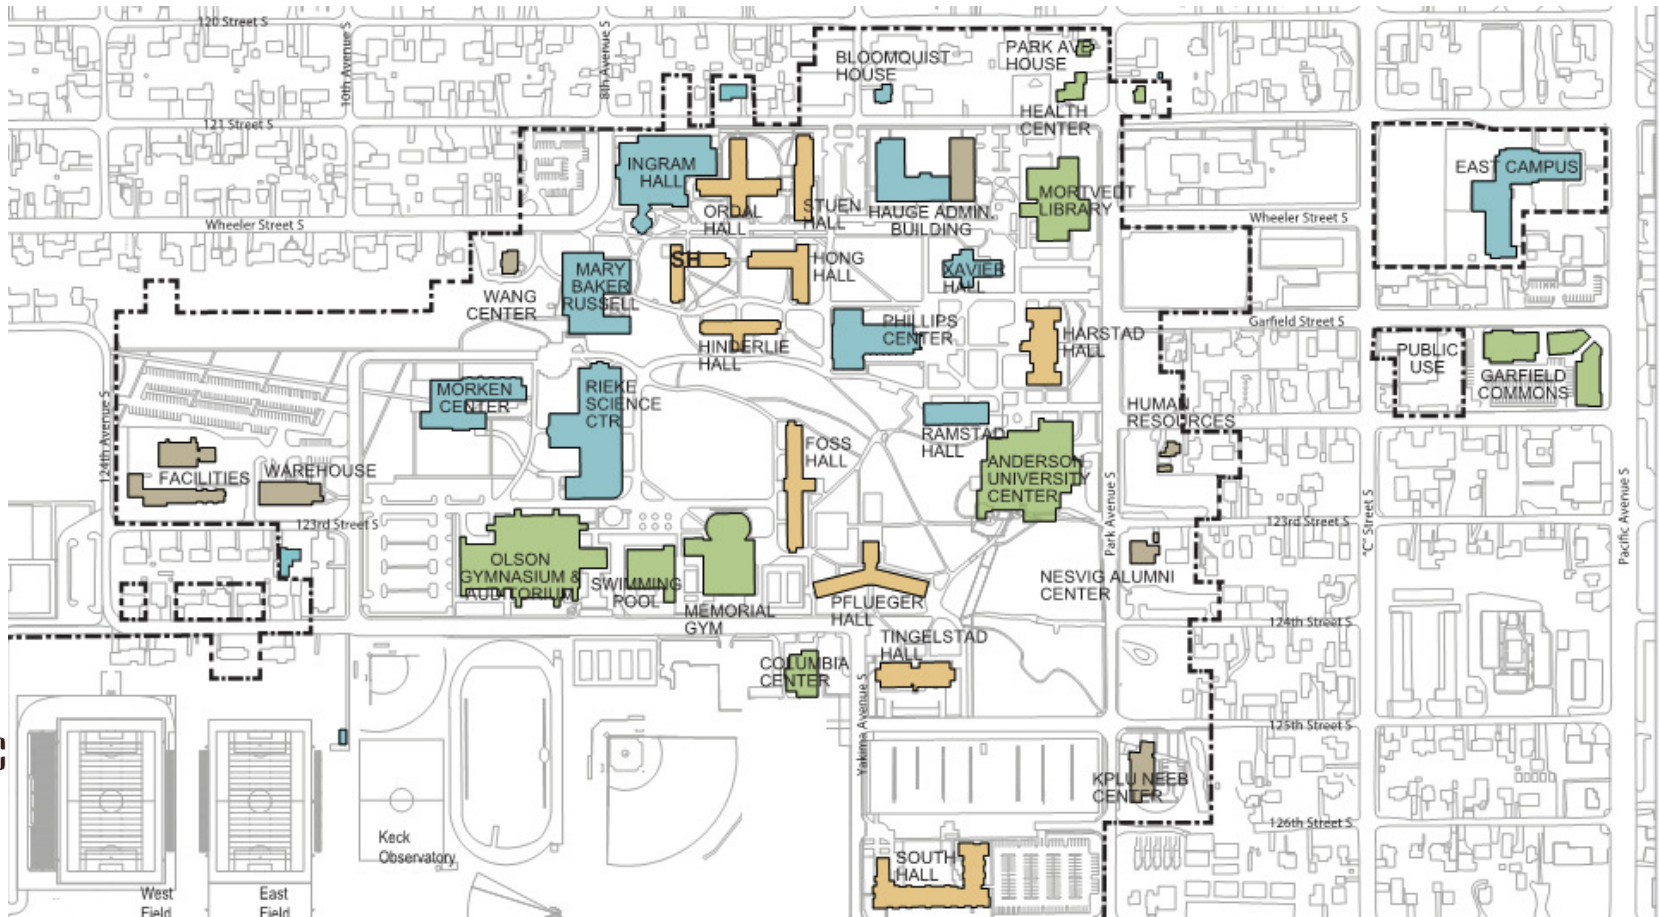 120 Street S
10th Avenue S
8th Avenue S
BLOOMQUIST
HOUSE
PARK AVE
HOUSE
HEALTH
CENTER
121 Street S
INGRAM
HALL
ORDAL
HALL
STUEN
HALL
HAUGE ADMIN.
BUILDING
MORTVEDT
LIBRARY
EAST CAMPUS
Wheeler Street S
Wheeler Street S
WANG
CENTER
MARY
BAKER
RUSSELL
SH
HONG
HALL
XAVIER
HALL
HINDERLIE
HALL
PHILLIPS
CENTER
HARSTAD
HALL
Garfield Street S
PUBLIC
USE
GARFIELD
COMMONS
MORKEN
CENTER
RIEKE
SCIENCE
CTR
FOSS
HALL
RAMSTAD
HALL
HUMAN
RESOURCES
124th Avenue S
FACILITIES
WAREHOUSE
ANDERSON
UNIVERSITY
CENTER
Park Avenue S
"C" Street S
Pacific Avenue S
123rd Street S
123rd Street S
OLSON
GYMNASIUM &
AUDITORIUM
SWIMMING
POOL
MEMORIAL
GYM
PFLUEGER
HALL
NESVIG ALUMNI
CENTER
124th Street S
COLUMBIA
CENTER
TINGELSTAD
HALL
Yakima Avenue S
125th Street S
KPLU NEEB
CENTER
126th Street S
C
Keck
Observatory
SOUTH
HALL
West
Field
East
Field